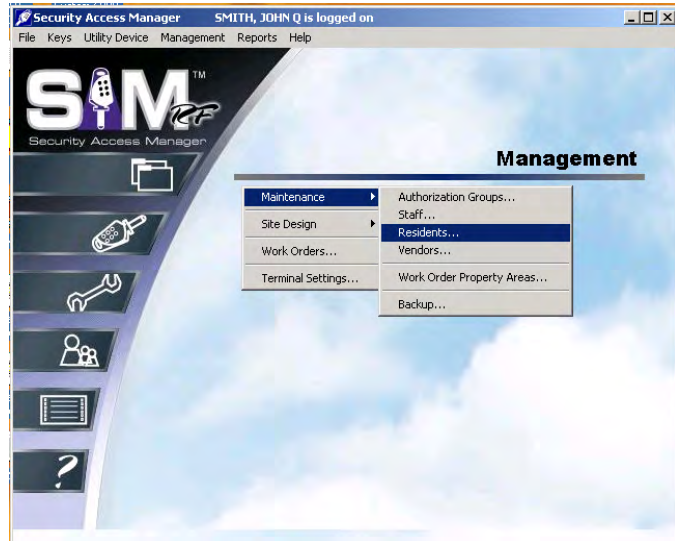 Security Access Manager SMITH, JOHN Q is logged on
File Keys Utility Device Management Reports Help
SAM TM
RF
Security Access Manager
Management
Maintenance
Site Design
Work Orders...
Terminal Settings...
Authorization Groups...
Staff...
Residents...
Vendors...
Work Order Property Areas...
Backup...
?